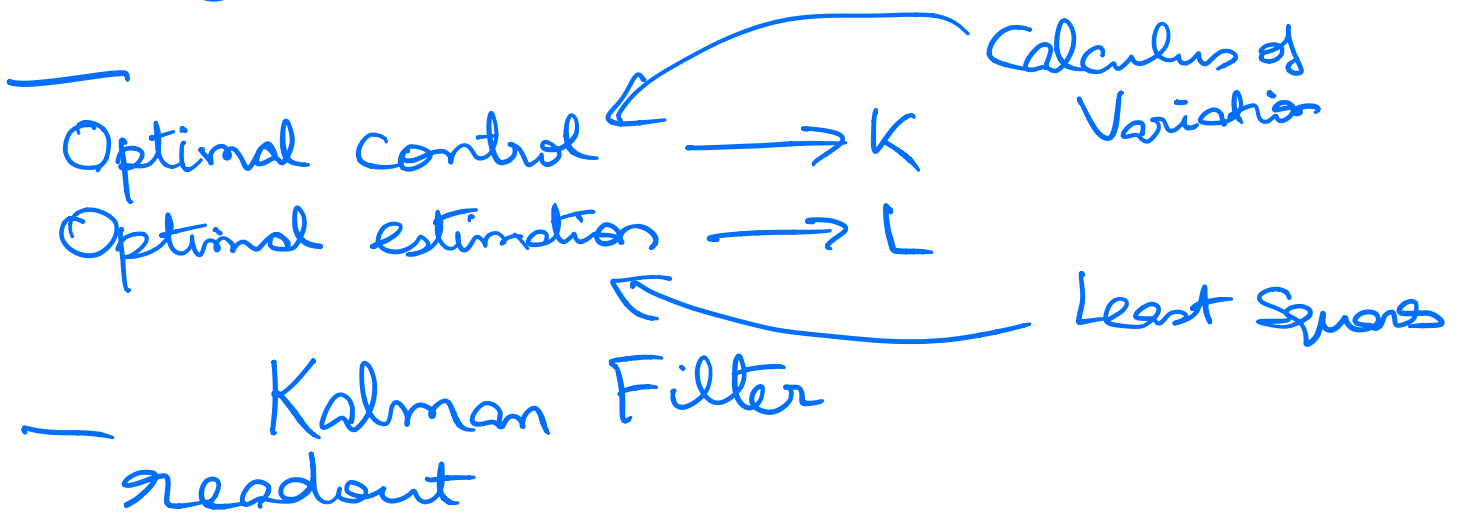 Calculus of
Variation
Optimal control → K
Optimal estimation → L
Least Squares
Kalman Filter
— readout